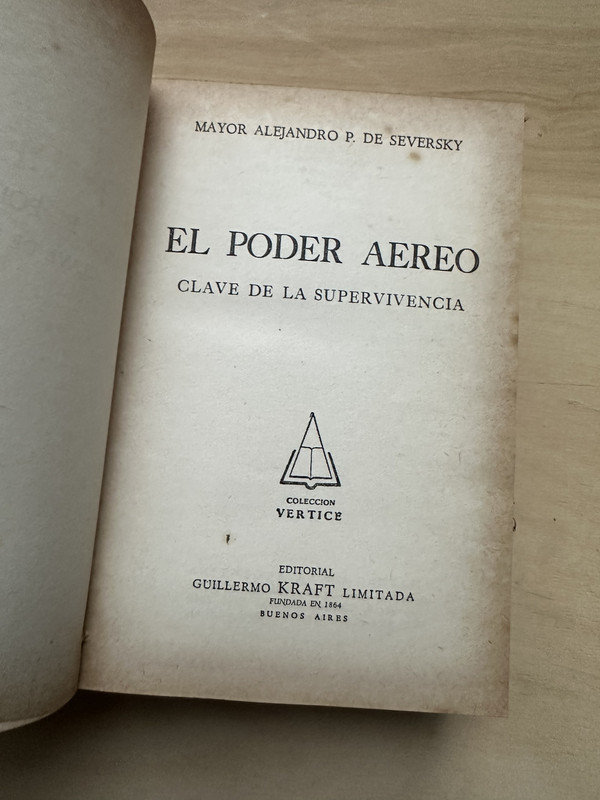 MAYOR ALEJANDRO P. DE SEVERSKY
EL PODER AEREO
CLAVE DE LA SUPERVIVENCIA
COLECCION
VERTICE
EDITORIAL
GUILLERMO KRAFT LIMITADA
FUNDADA EN 1864
BUENOS AIRES